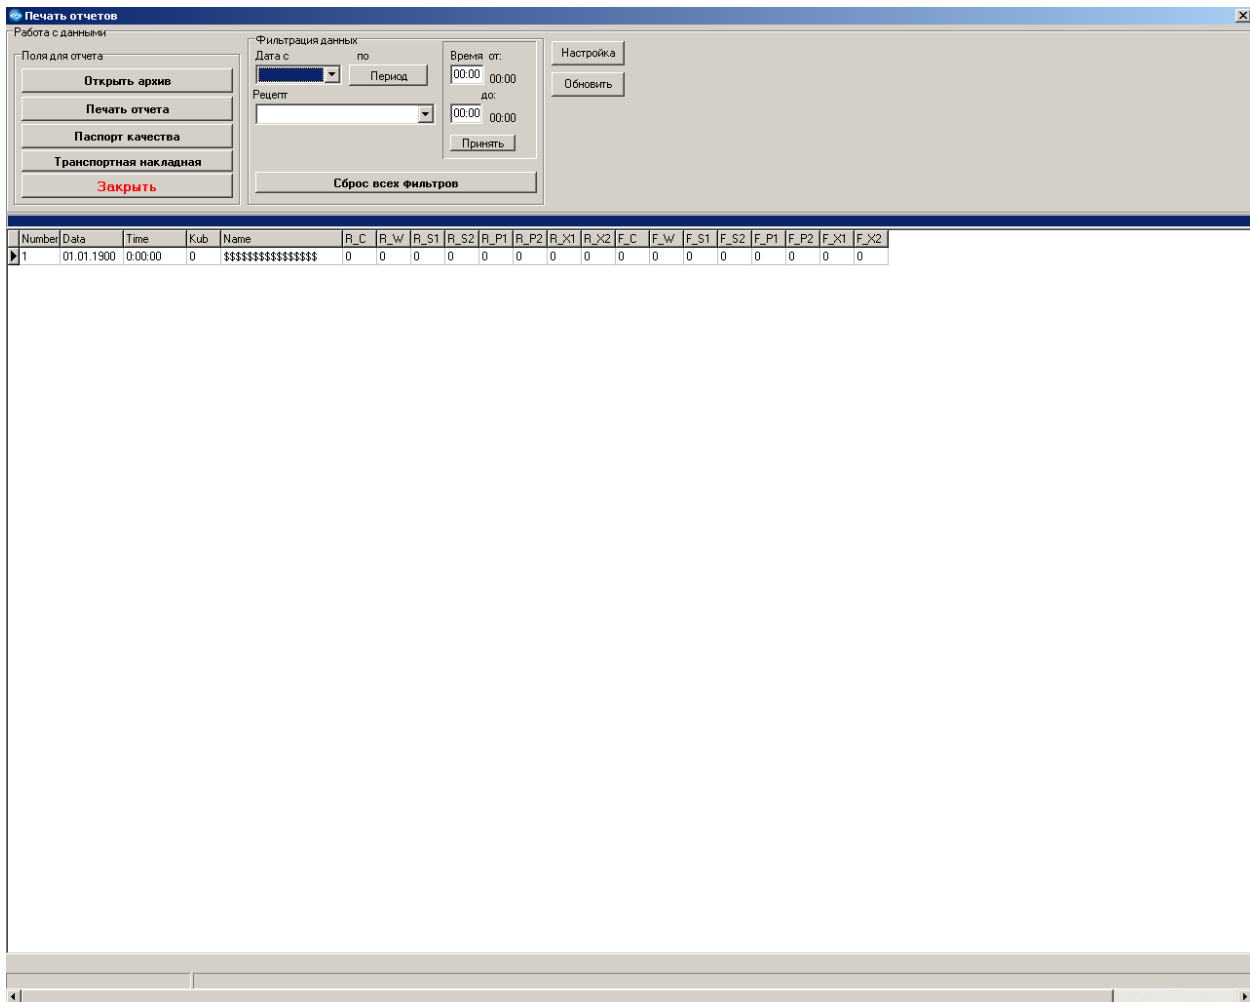 Печать отчетов
Работа с данными
Поля для отчета
Открыть архив
Печать отчета
Паспорт качества
Транспортная накладная
Закрыть
Фильтрация данных
Дата с по
Период
Рецепт
Время от:
00:00 00:00
до:
00:00 00:00
Принять
Сброс всех фильтров
Настройка
Обновить
Number Data Time Kub Name R_C R_W R_S1 R_S2 R_P1 R_P2 R_X1 R_X2 F_C F_W F_S1 F_S2 F_P1 F_P2 F_X1 F_X2
1 01.01.1900 0:00:00 0 $$$$$$$$$$$$$$$$ 0 0 0 0 0 0 0 0 0 0 0 0 0 0 0 0